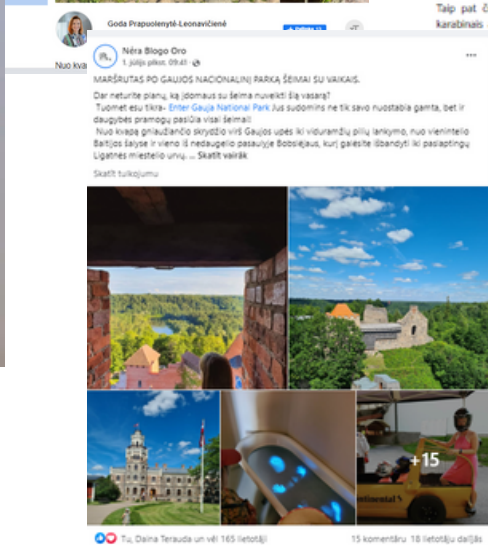 Goda Prapuolenytė-Leonavičienė
Taip pat
karabinais
Nuo kva
Nėra Blogo Oro
1. jūlijs plkst. 09:41
MARŠRUTAS PO GAUJOS NACIONALINĮ PARKĄ ŠEIMAI SU VAIKAIS.
Dar neturite planų, ką įdomaus su šeima nuveikti šią vasarą?
Tuomet esu tikra- Enter Gauja National Park Jus sudomins ne tik savo nuostabia gamta, bet ir
daugybės pramogų pasiūla visai šeimai!
Nuo kvapą gniaužiančio skrydžio virš Gaujos upės iki viduramžių pilių lankymo, nuo vienintelio
Baltijos šalyse ir vieno iš nedaugelio pasaulyje Bobslėjaus, kurį galėsite išbandyti iki paslaptingų
Ligatnės miestelio urvų. ... Skatīt vairāk
Skatīt tulkojumu
+15
ntinental
Tu, Daina Terauda un vēl 165 lietotāji
15 komentāru 18 lietotāju dalījās